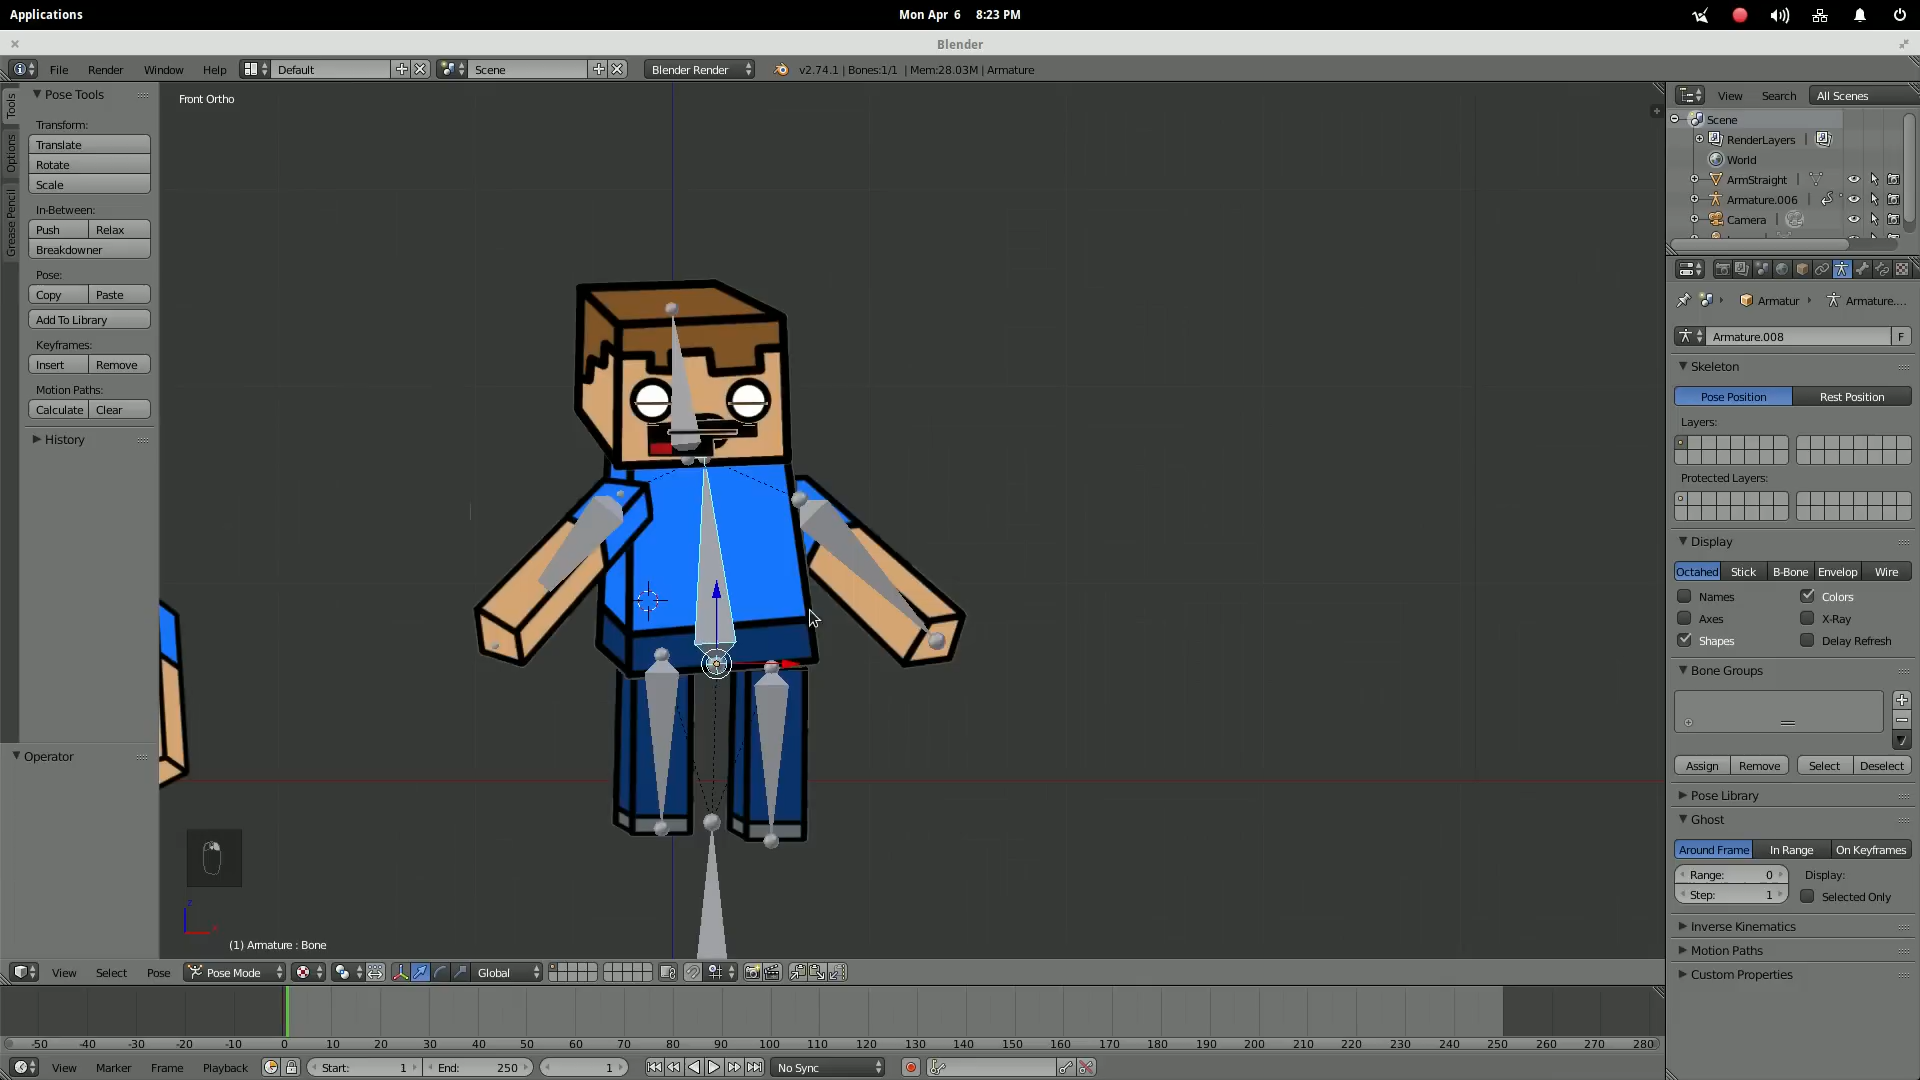 Applications
Mon Apr 6 8:23 PM
Blender
File Render Window Help Default Scene Blender Render v2.74.1 | Bones:1/1 | Mem:28.03M | Armature
Tools
Options
Grease Pencil
Pose Tools
Transform:
Translate
Rotate
Scale
In-Between:
Push Relax
Breakdowner
Pose:
Copy Paste
Add To Library
Keyframes:
Insert Remove
Motion Paths:
Calculate Clear
History
Operator
Front Ortho
z
x
(1) Armature : Bone
View Select Pose Pose Mode Global
View Search All Scenes
Scene
RenderLayers
World
ArmStraight
Armature.006
Camera
Armatur Armature....
Armature.008 F
Skeleton
Pose Position Rest Position
Layers:
Protected Layers:
Display
Octahed Stick B-Bone Envelop Wire
Names Colors
Axes X-Ray
Shapes Delay Refresh
Bone Groups
Assign Remove Select Deselect
Pose Library
Ghost
Around Frame In Range On Keyframes
Range: 0 Display:
Step: 1 Selected Only
Inverse Kinematics
Motion Paths
Custom Properties
-50 -40 -30 -20 -10 0 10 20 30 40 50 60 70 80 90 100 110 120 130 140 150 160 170 180 190 200 210 220 230 240 250 260 270 280
View Marker Frame Playback Start: 1 End: 250 1 No Sync